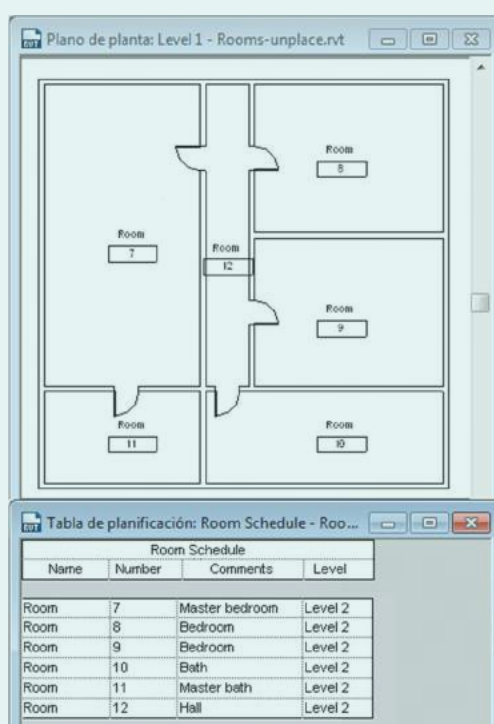 Plano de planta: Level 1 - Rooms-unplace.rvt
Room
8
Room
7
Room
12
Room
9
Room
11
Room
10
Tabla de planificación: Room Schedule - Roo...
Room Schedule
Name Number Comments Level
Room 7 Master bedroom Level 2
Room 8 Bedroom Level 2
Room 9 Bedroom Level 2
Room 10 Bath Level 2
Room 11 Master bath Level 2
Room 12 Hall Level 2